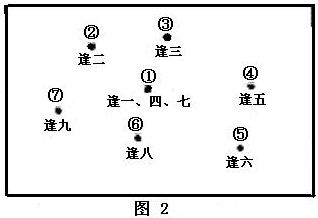 ② ③
逢二 逢三
① ④
逢一、四、七 逢五
⑦ ⑥ ⑤
逢九 逢八 逢六
图 2